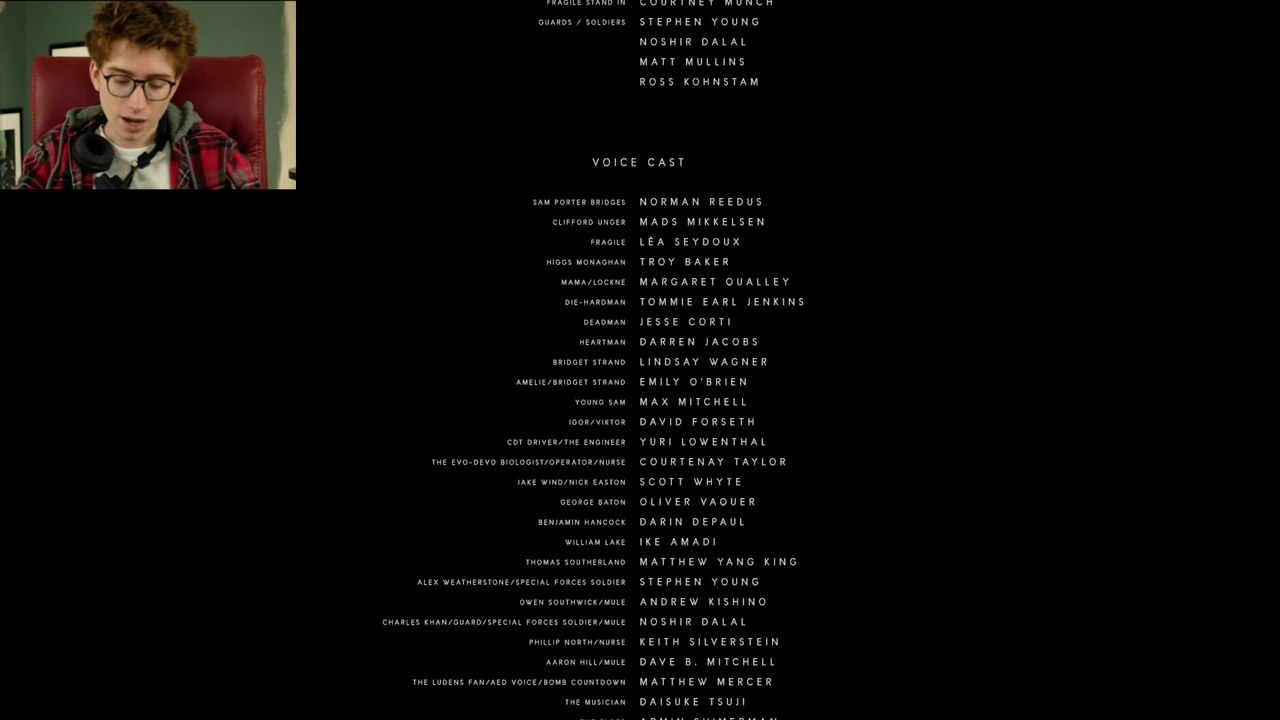 FRAGILE STAND IN COURTNEY MUNCH
GUARDS / SOLDIERS STEPHEN YOUNG
NOSHIR DALAL
MATT MULLINS
ROSS KOHNSTAM
VOICE CAST
SAM PORTER BRIDGES NORMAN REEDUS
CLIFFORD UNGER MADS MIKKELSEN
FRAGILE LÉA SEYDOUX
HIGGS MONAGHAN TROY BAKER
MAMA/LOCKNE MARGARET QUALLEY
DIE-HARDMAN TOMMIE EARL JENKINS
DEADMAN JESSE CORTI
HEARTMAN DARREN JACOBS
BRIDGET STRAND LINDSAY WAGNER
AMELIE/BRIDGET STRAND EMILY O'BRIEN
YOUNG SAM MAX MITCHELL
IGOR/VIKTOR DAVID FORSETH
CDT DRIVER/THE ENGINEER YURI LOWENTHAL
THE EVO-DEVO BIOLOGIST/OPERATOR/NURSE COURTENAY TAYLOR
JAKE WIND/NICK EASTON SCOTT WHYTE
GEORGE BATON OLIVER VAQUER
BENJAMIN HANCOCK DARIN DEPAUL
WILLIAM LAKE IKE AMADI
THOMAS SOUTHERLAND MATTHEW YANG KING
ALEX WEATHERSTONE/SPECIAL FORCES SOLDIER STEPHEN YOUNG
OWEN SOUTHWICK/MULE ANDREW KISHINO
CHARLES KHAN/GUARD/SPECIAL FORCES SOLDIER/MULE NOSHIR DALAL
PHILLIP NORTH/NURSE KEITH SILVERSTEIN
AARON HILL/MULE DAVE B. MITCHELL
THE LUDENS FAN/AED VOICE/BOMB COUNTDOWN MATTHEW MERCER
THE MUSICIAN DAISUKE TSUJI